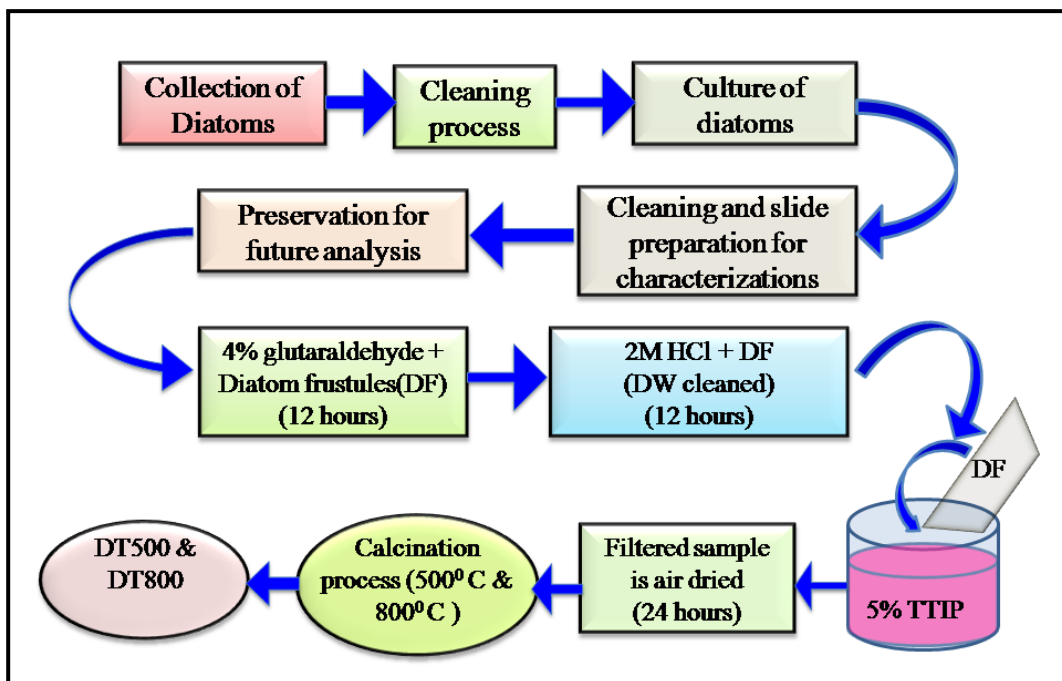 Collection of
Diatoms
Cleaning
process
Culture of
diatoms
Cleaning and slide
preparation for
characterizations
Preservation for
future analysis
4% glutaraldehyde +
Diatom frustules(DF)
(12 hours)
2M HCl + DF
(DW cleaned)
(12 hours)
DF
5% TTIP
Filtered sample
is air dried
(24 hours)
Calcination
process (500⁰ C &
800⁰ C )
DT500 &
DT800